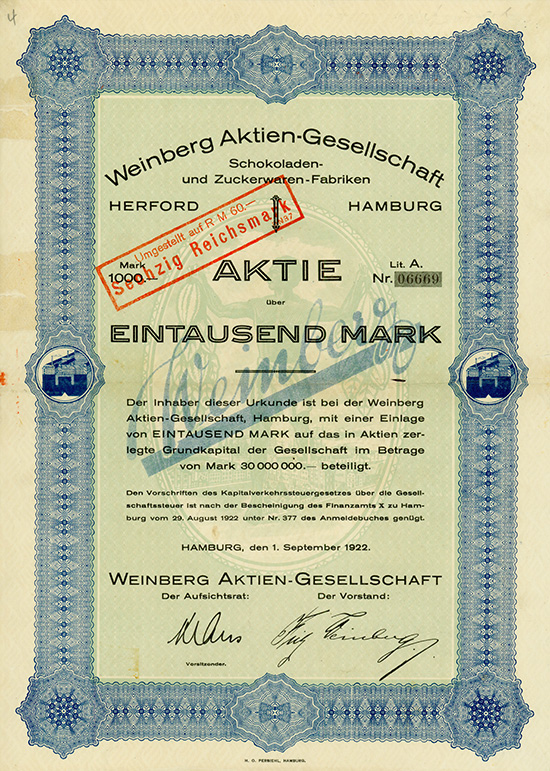 4
Weinberg Aktien-Gesellschaft
Schokoladen-
und Zuckerwaren-Fabriken
HERFORD HAMBURG
Umgestellt auf R M 60.—
Sechzig Reichsmark
Mark
1000.—
AKTIE
Lit. A.
Nr. 06669
über
EINTAUSEND MARK
Weinberg
Der Inhaber dieser Urkunde ist bei der Weinberg
Aktien-Gesellschaft, Hamburg, mit einer Einlage
von EINTAUSEND MARK auf das in Aktien zer-
legte Grundkapital der Gesellschaft im Betrage
von Mark 30 000 000.— beteiligt.
Den Vorschriften des Kapitalverkehrssteuergesetzes über die Gesell-
schaftssteuer ist nach der Bescheinigung des Finanzamts X zu Ham-
burg vom 29. August 1922 unter Nr. 377 des Anmeldebuches genügt.
HAMBURG, den 1. September 1922.
WEINBERG AKTIEN-GESELLSCHAFT
Der Aufsichtsrat: Der Vorstand:
Fritz Weinberg.
Vorsitzender.
H. O. PERSIEHL, HAMBURG.